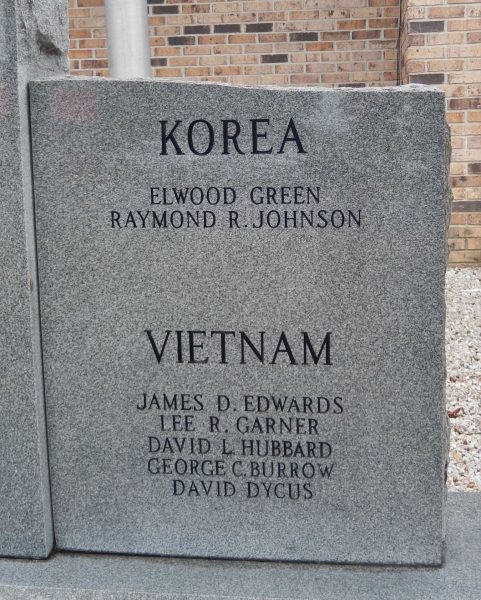 KOREA
ELWOOD GREEN
RAYMOND R. JOHNSON
VIETNAM
JAMES D. EDWARDS
LEE R. GARNER
DAVID L. HUBBARD
GEORGE C. BURROW
DAVID DYCUS